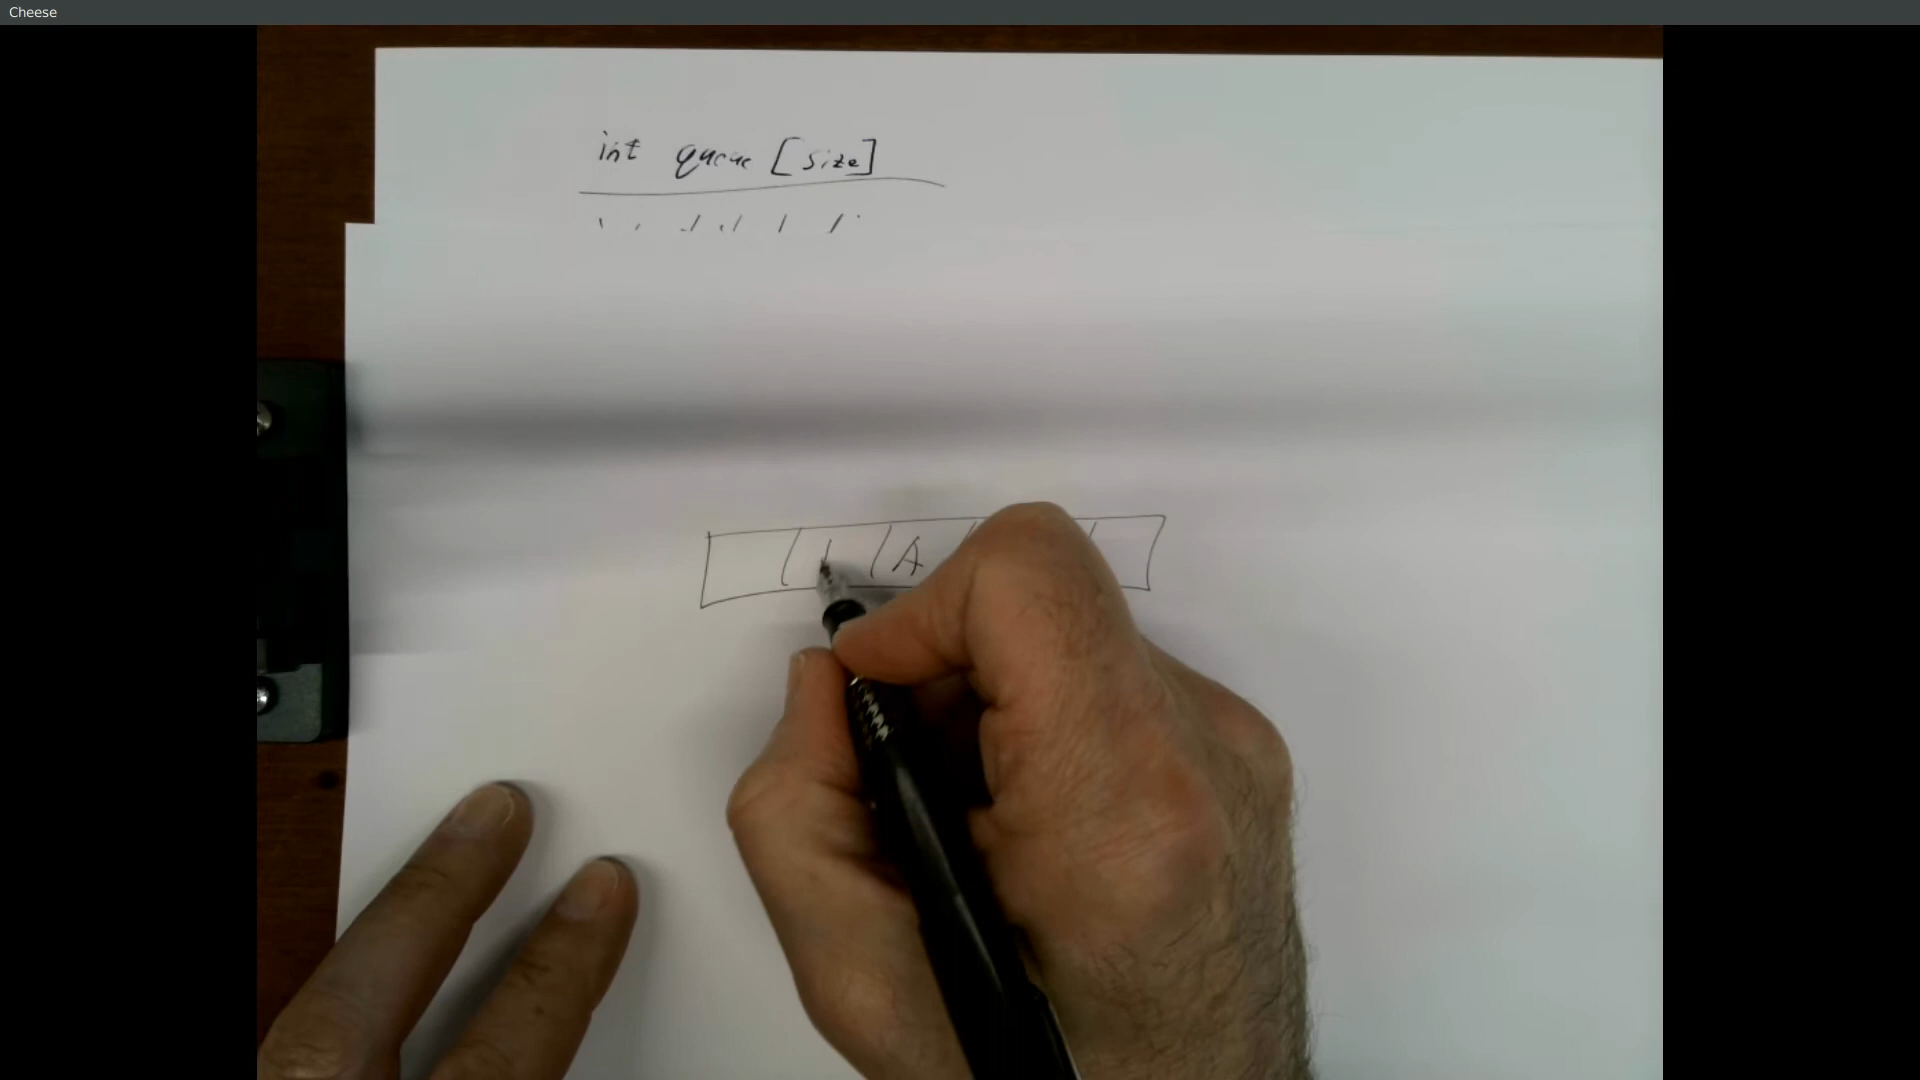 Cheese
int queue [size]
A